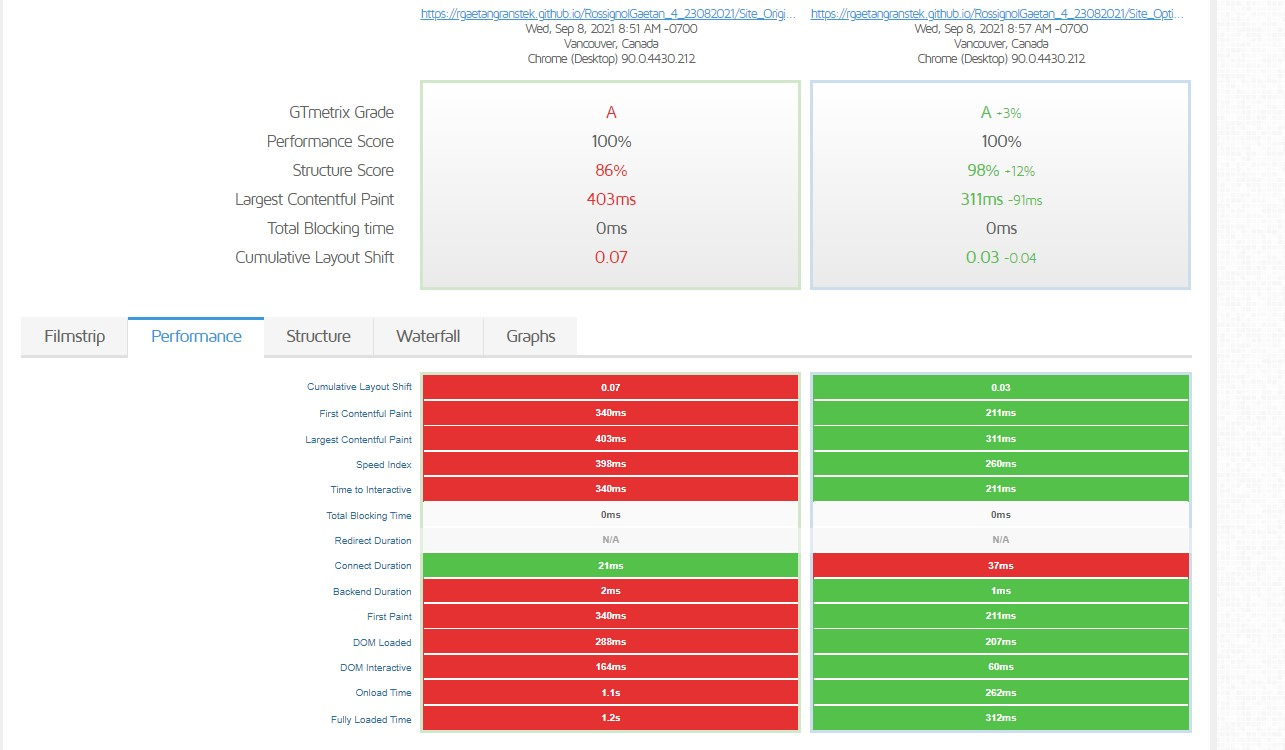 https://rgaetangranstek.github.io/RossignolGaetan_4_23082021/Site_Origi... https://rgaetangranstek.github.io/RossignolGaetan_4_23082021/Site_Opti...
Wed, Sep 8, 2021 8:51 AM -0700 Wed, Sep 8, 2021 8:57 AM -0700
Vancouver, Canada Vancouver, Canada
Chrome (Desktop) 90.0.4430.212 Chrome (Desktop) 90.0.4430.212
GTmetrix Grade A A +3%
Performance Score 100% 100%
Structure Score 86% 98% +12%
Largest Contentful Paint 403ms 311ms -91ms
Total Blocking time 0ms 0ms
Cumulative Layout Shift 0.07 0.03 -0.04
Filmstrip Performance Structure Waterfall Graphs
Cumulative Layout Shift 0.07 0.03
First Contentful Paint 340ms 211ms
Largest Contentful Paint 403ms 311ms
Speed Index 398ms 260ms
Time to Interactive 340ms 211ms
Total Blocking Time 0ms 0ms
Redirect Duration N/A N/A
Connect Duration 21ms 37ms
Backend Duration 2ms 1ms
First Paint 340ms 211ms
DOM Loaded 288ms 207ms
DOM Interactive 164ms 60ms
Onload Time 1.1s 262ms
Fully Loaded Time 1.2s 312ms